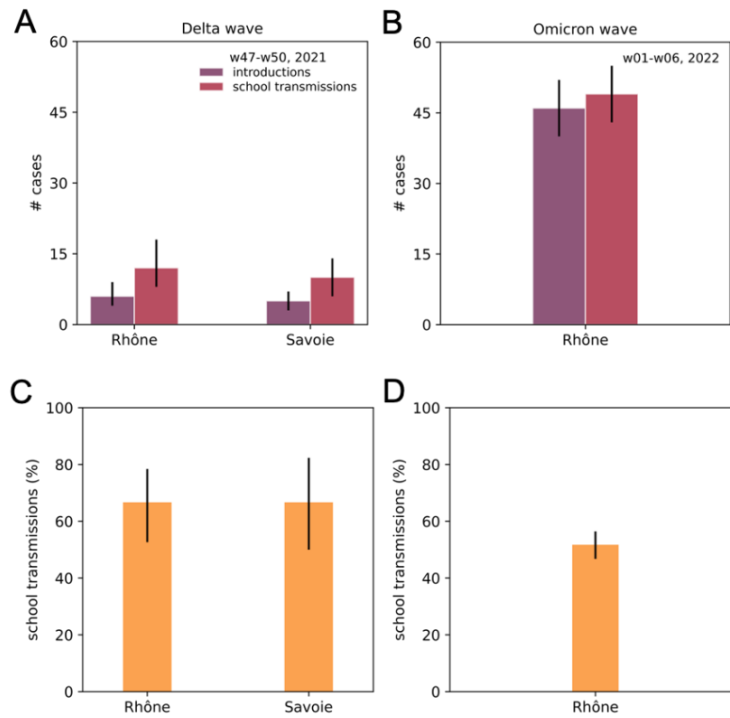 A
Delta wave
w47-w50, 2021
introductions
school transmissions
# cases
60
45
30
15
0
Rhône
Savoie
B
Omicron wave
w01-w06, 2022
# cases
60
45
30
15
0
Rhône
C
school transmissions (%)
100
80
60
40
20
0
Rhône
Savoie
D
school transmissions (%)
100
80
60
40
20
0
Rhône